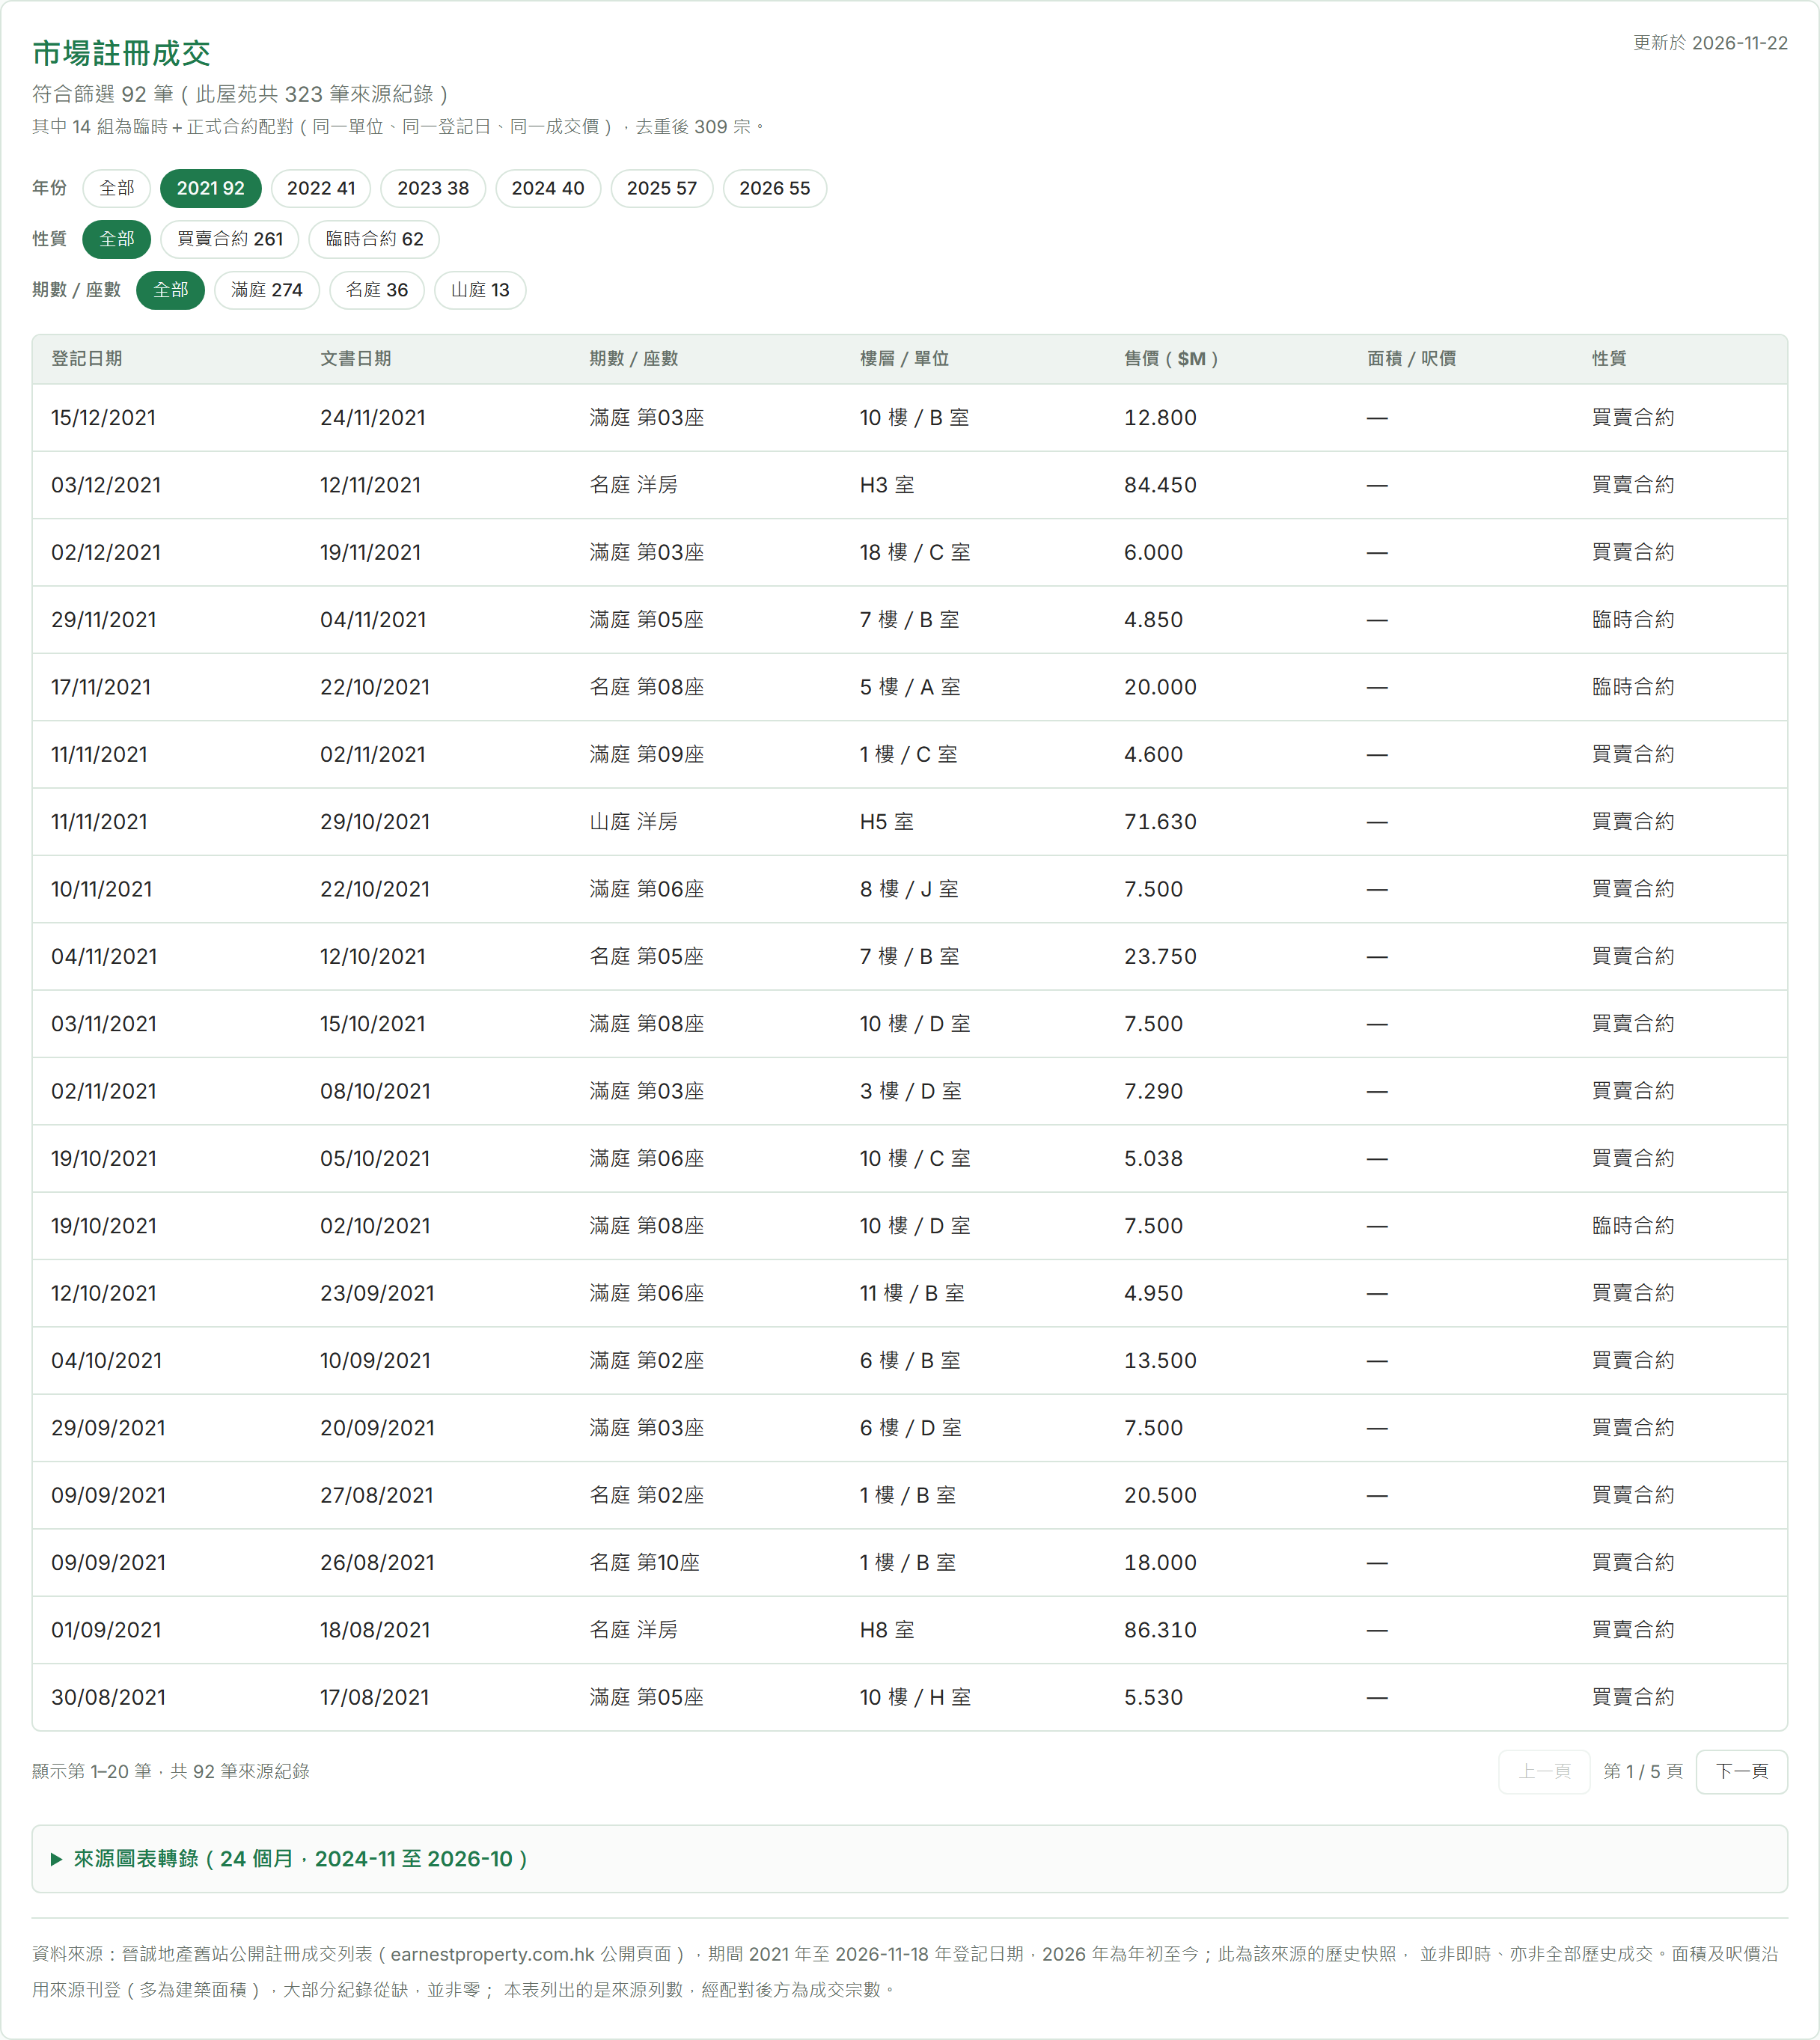 市場註冊成交
更新於 2026-11-22
符合篩選 92 筆（此屋苑共 323 筆來源紀錄）
其中 14 組為臨時＋正式合約配對（同一單位、同一登記日、同一成交價），去重後 309 宗。
年份 全部 2021 92 2022 41 2023 38 2024 40 2025 57 2026 55
性質 全部 買賣合約 261 臨時合約 62
期數 / 座數 全部 滿庭 274 名庭 36 山庭 13
登記日期 文書日期 期數 / 座數 樓層 / 單位 售價（$M） 面積 / 呎價 性質
15/12/2021 24/11/2021 滿庭 第03座 10 樓 / B 室 12.800 — 買賣合約
03/12/2021 12/11/2021 名庭 洋房 H3 室 84.450 — 買賣合約
02/12/2021 19/11/2021 滿庭 第03座 18 樓 / C 室 6.000 — 買賣合約
29/11/2021 04/11/2021 滿庭 第05座 7 樓 / B 室 4.850 — 臨時合約
17/11/2021 22/10/2021 名庭 第08座 5 樓 / A 室 20.000 — 臨時合約
11/11/2021 02/11/2021 滿庭 第09座 1 樓 / C 室 4.600 — 買賣合約
11/11/2021 29/10/2021 山庭 洋房 H5 室 71.630 — 買賣合約
10/11/2021 22/10/2021 滿庭 第06座 8 樓 / J 室 7.500 — 買賣合約
04/11/2021 12/10/2021 名庭 第05座 7 樓 / B 室 23.750 — 買賣合約
03/11/2021 15/10/2021 滿庭 第08座 10 樓 / D 室 7.500 — 買賣合約
02/11/2021 08/10/2021 滿庭 第03座 3 樓 / D 室 7.290 — 買賣合約
19/10/2021 05/10/2021 滿庭 第06座 10 樓 / C 室 5.038 — 買賣合約
19/10/2021 02/10/2021 滿庭 第08座 10 樓 / D 室 7.500 — 臨時合約
12/10/2021 23/09/2021 滿庭 第06座 11 樓 / B 室 4.950 — 買賣合約
04/10/2021 10/09/2021 滿庭 第02座 6 樓 / B 室 13.500 — 買賣合約
29/09/2021 20/09/2021 滿庭 第03座 6 樓 / D 室 7.500 — 買賣合約
09/09/2021 27/08/2021 名庭 第02座 1 樓 / B 室 20.500 — 買賣合約
09/09/2021 26/08/2021 名庭 第10座 1 樓 / B 室 18.000 — 買賣合約
01/09/2021 18/08/2021 名庭 洋房 H8 室 86.310 — 買賣合約
30/08/2021 17/08/2021 滿庭 第05座 10 樓 / H 室 5.530 — 買賣合約
顯示第 1–20 筆，共 92 筆來源紀錄
上一頁 第 1 / 5 頁 下一頁
▶ 來源圖表轉錄（24 個月，2024-11 至 2026-10）
資料來源：晉誠地產舊站公開註冊成交列表（earnestproperty.com.hk 公開頁面），期間 2021 年至 2026-11-18 年登記日期，2026 年為年初至今；此為該來源的歷史快照， 並非即時、亦非全部歷史成交。面積及呎價沿
用來源刊登（多為建築面積），大部分紀錄從缺，並非零； 本表列出的是來源列數，經配對後方為成交宗數。